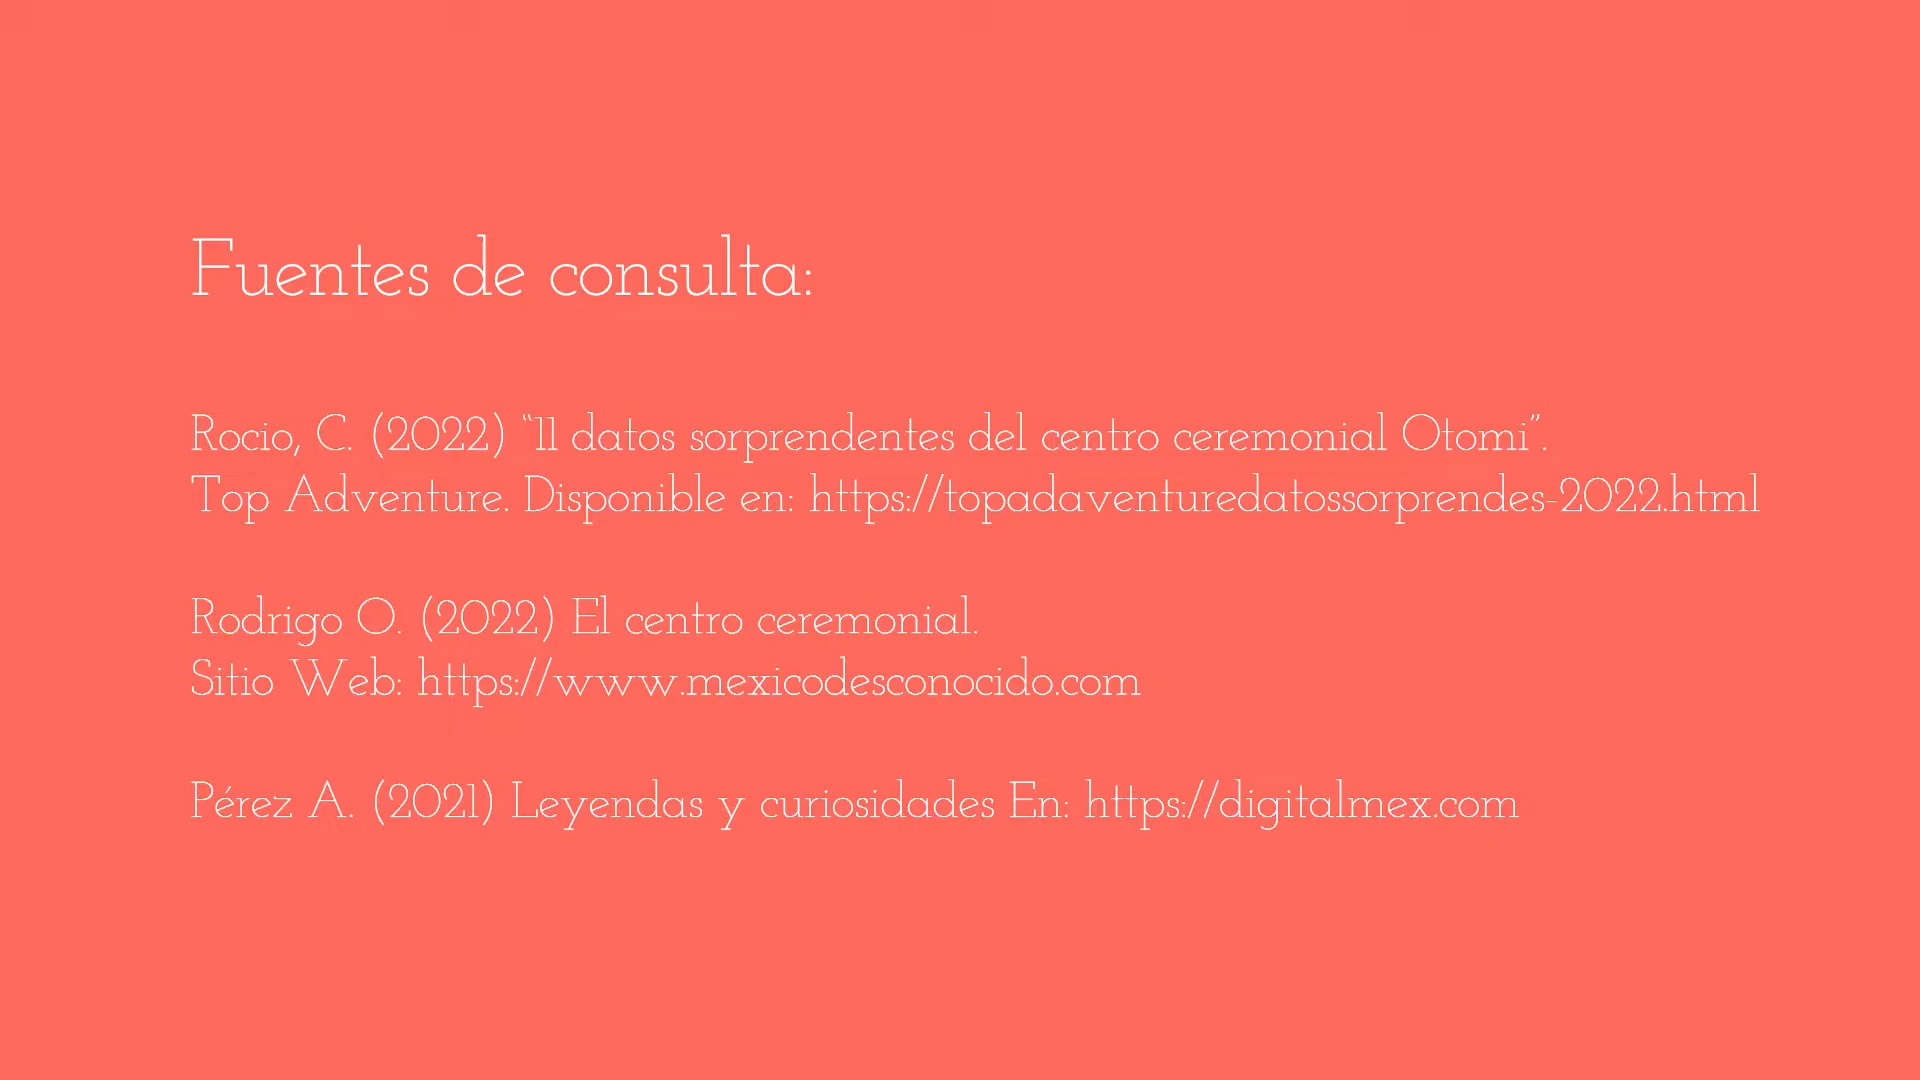 Fuentes de consulta:
Rocio, C. (2022) “11 datos sorprendentes del centro ceremonial Otomi”.
Top Adventure. Disponible en: https://topadaventuredatossorprendes-2022.html
Rodrigo O. (2022) El centro ceremonial.
Sitio Web: https://www.mexicodesconocido.com
Pérez A. (2021) Leyendas y curiosidades En: https://digitalmex.com